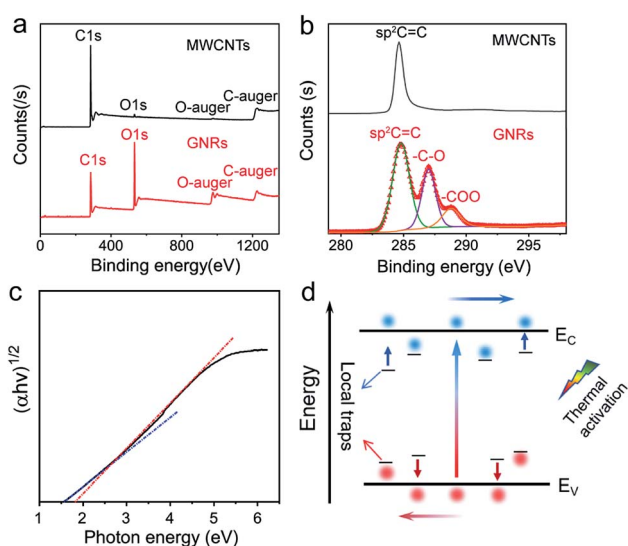 a
C1s
MWCNTs
O1s
O-auger
C-auger
GNRs
C1s
O1s
O-auger
C-auger
Counts(/s)
0 400 800 1200
Binding energy(eV)
b
sp²C=C
MWCNTs
sp²C=C
GNRs
-C-O
-COO
Counts (s)
280 285 290 295
Binding energy (eV)
c
(αhν)1/2
1 2 3 4 5 6
Photon energy (eV)
d
Energy
Local traps
EC
Thermal
activation
EV